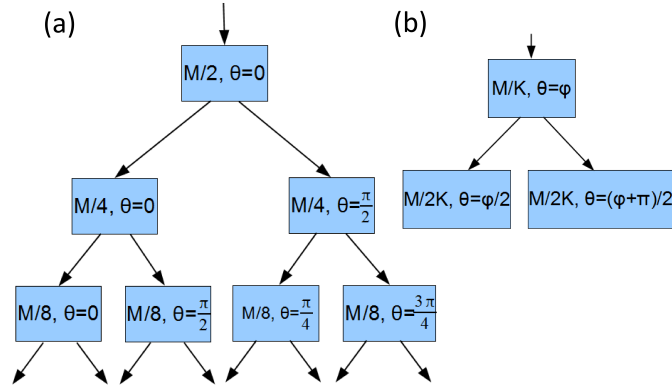 (a)
M/2, θ=0
M/4, θ=0
M/4, θ=π/2
M/8, θ=0
M/8, θ=π/2
M/8, θ=π/4
M/8, θ=3π/4
(b)
M/K, θ=φ
M/2K, θ=φ/2
M/2K, θ=(φ+π)/2